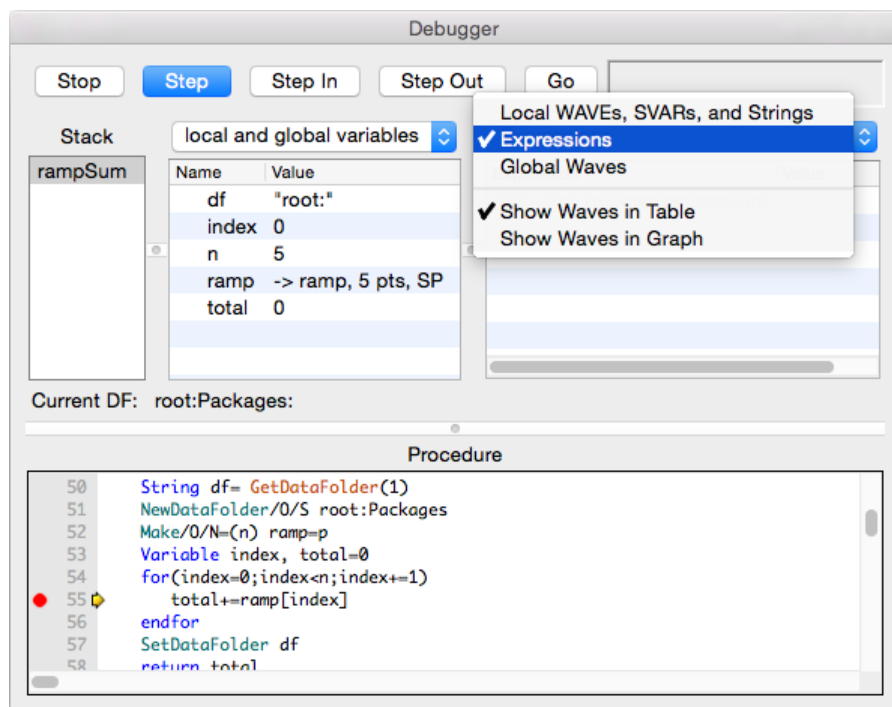 Debugger
Stop Step Step In Step Out Go
Local WAVEs, SVARs, and Strings
Stack local and global variables ✓ Expressions
Global Waves
rampSum Name Value
df "root:"
✓ Show Waves in Table
index 0
Show Waves in Graph
n 5
ramp -> ramp, 5 pts, SP
total 0
Current DF: root:Packages:
Procedure
50 String df= GetDataFolder(1)
51 NewDataFolder/O/S root:Packages
52 Make/O/N=(n) ramp=p
53 Variable index, total=0
54 for(index=0;index<n;index+=1)
55 total+=ramp[index]
56 endfor
57 SetDataFolder df
58 return total